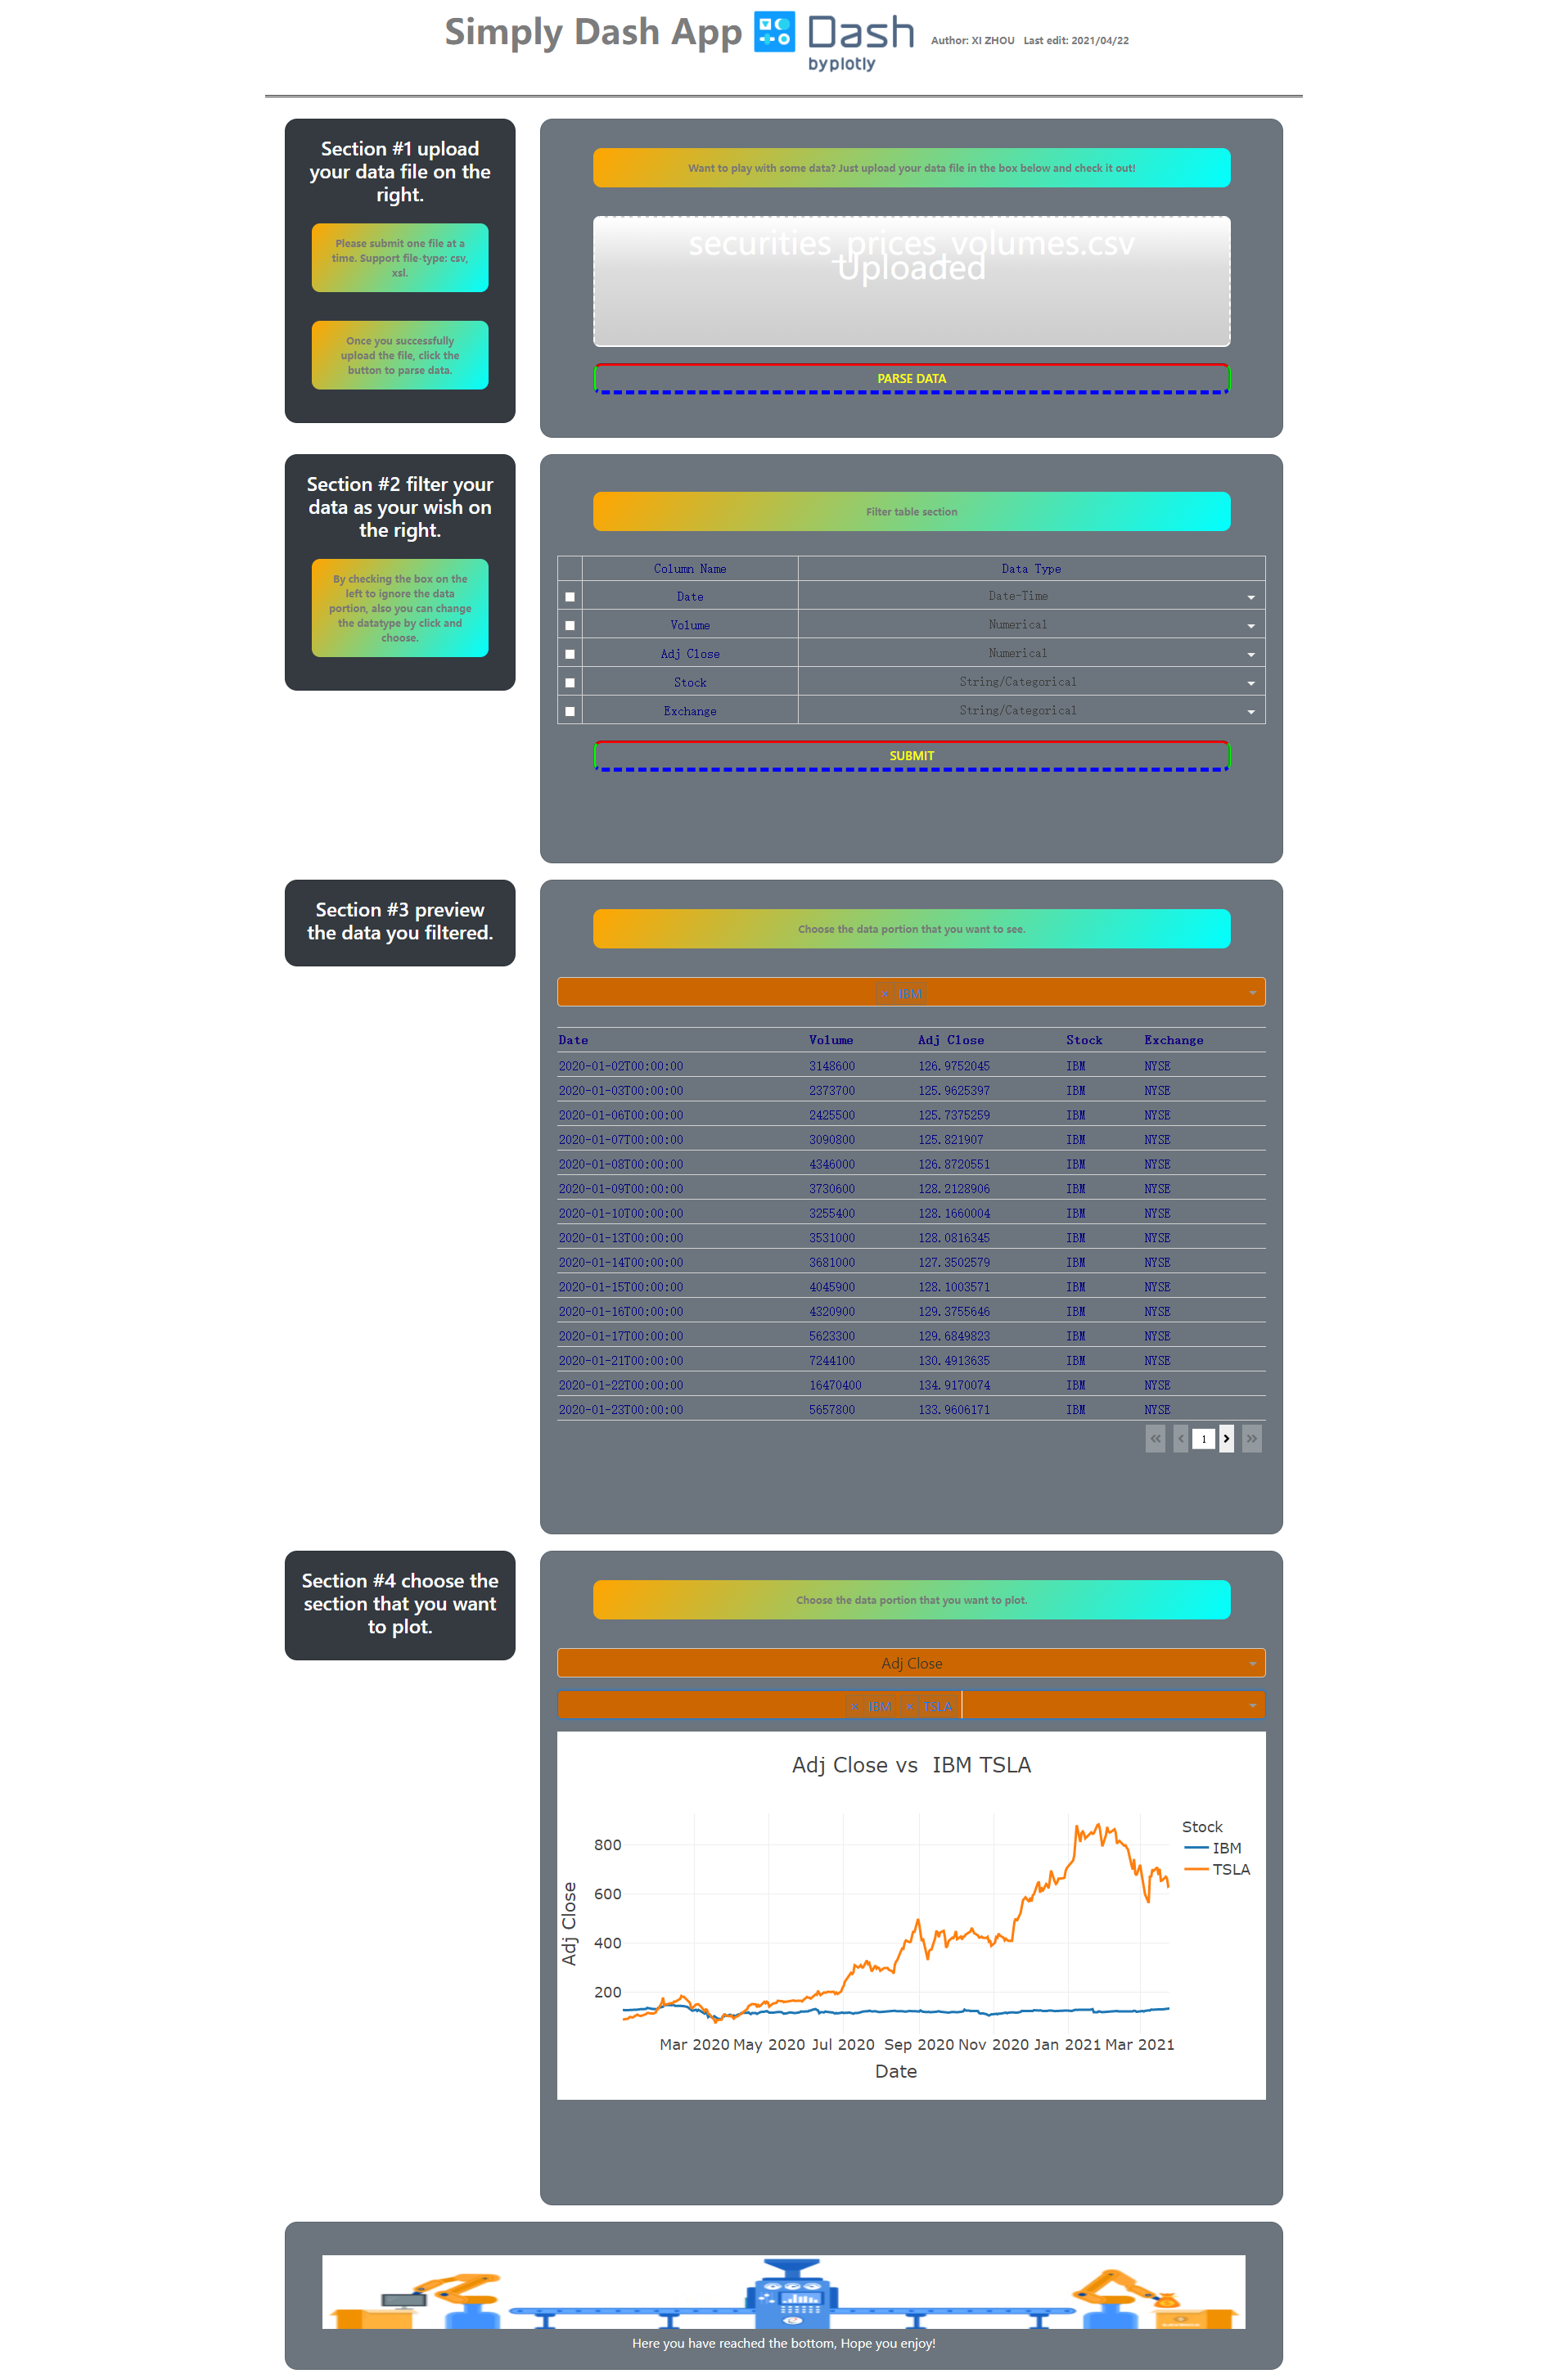 Simply Dash App
Dash
byplotly
Author: XI ZHOU Last edit: 2021/04/22
Section #1 upload
your data file on the
right.
Please submit one file at a
time. Support file-type: csv,
xsl.
Once you successfully
upload the file, click the
button to parse data.
Want to play with some data? Just upload your data file in the box below and check it out!
securities_prices_volumes.csv
Uploaded
PARSE DATA
Section #2 filter your
data as your wish on
the right.
By checking the box on the
left to ignore the data
portion, also you can change
the datatype by click and
choose.
Filter table section
Column Name Data Type
Date Date-Time
Volume Numerical
Adj Close Numerical
Stock String/Categorical
Exchange String/Categorical
SUBMIT
Section #3 preview
the data you filtered.
Choose the data portion that you want to see.
× IBM
Date Volume Adj Close Stock Exchange
2020-01-02T00:00:00 3148600 126.9752045 IBM NYSE
2020-01-03T00:00:00 2373700 125.9625397 IBM NYSE
2020-01-06T00:00:00 2425500 125.7375259 IBM NYSE
2020-01-07T00:00:00 3090800 125.821907 IBM NYSE
2020-01-08T00:00:00 4346000 126.8720551 IBM NYSE
2020-01-09T00:00:00 3730600 128.2128906 IBM NYSE
2020-01-10T00:00:00 3255400 128.1660004 IBM NYSE
2020-01-13T00:00:00 3531000 128.0816345 IBM NYSE
2020-01-14T00:00:00 3681000 127.3502579 IBM NYSE
2020-01-15T00:00:00 4045900 128.1003571 IBM NYSE
2020-01-16T00:00:00 4320900 129.3755646 IBM NYSE
2020-01-17T00:00:00 5623300 129.6849823 IBM NYSE
2020-01-21T00:00:00 7244100 130.4913635 IBM NYSE
2020-01-22T00:00:00 16470400 134.9170074 IBM NYSE
2020-01-23T00:00:00 5657800 133.9606171 IBM NYSE
1
Section #4 choose the
section that you want
to plot.
Choose the data portion that you want to plot.
Adj Close
× IBM × TSLA
Adj Close vs IBM TSLA
Stock
IBM
TSLA
Adj Close
800
600
400
200
Mar 2020 May 2020 Jul 2020 Sep 2020 Nov 2020 Jan 2021 Mar 2021
Date
Here you have reached the bottom, Hope you enjoy!